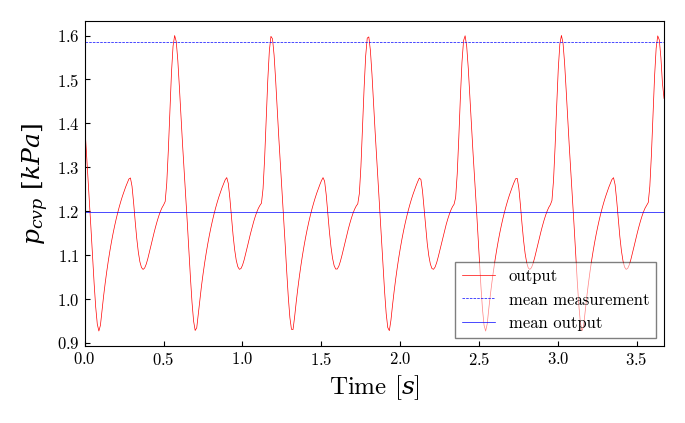 1.6
1.5
1.4
1.3
1.2
1.1
1.0
0.9
p_{cvp} [kPa]
0.0 0.5 1.0 1.5 2.0 2.5 3.0 3.5
Time [s]
output
mean measurement
mean output